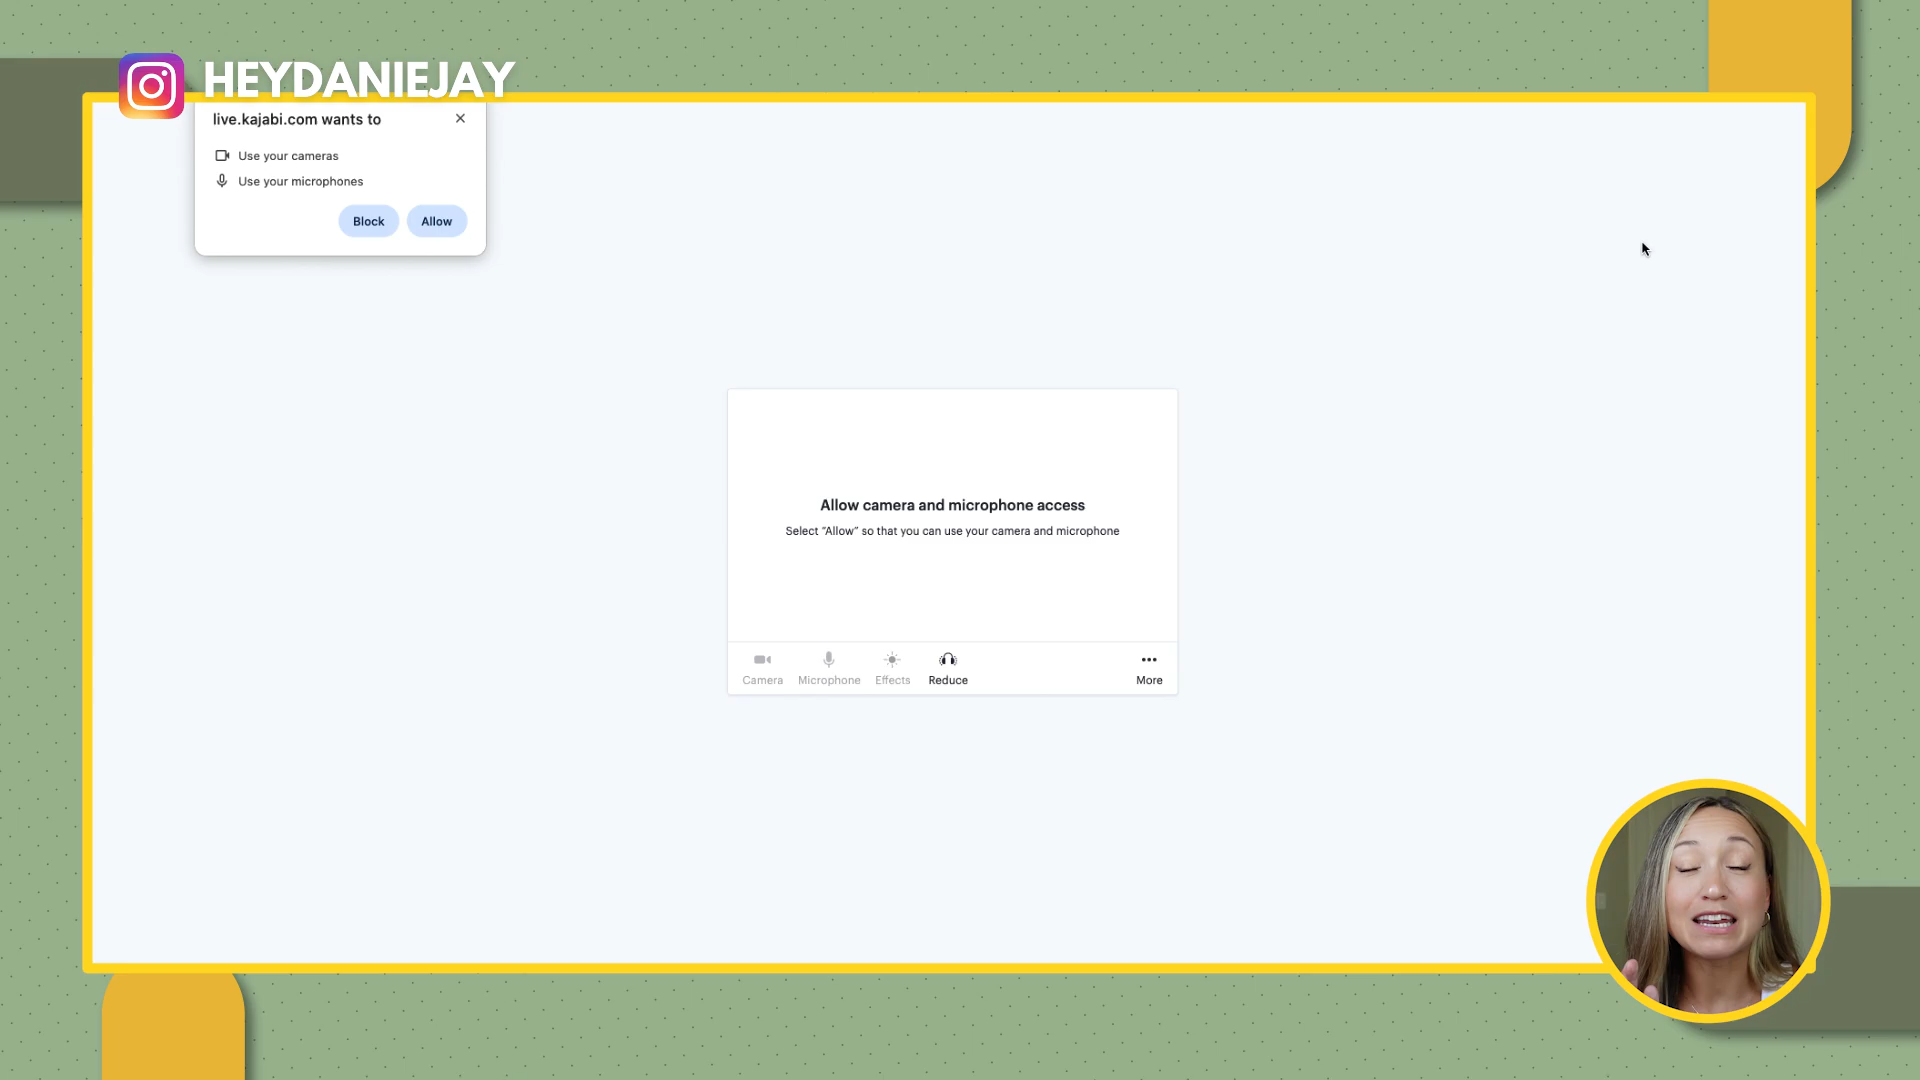 HEYDANIEJAY
live.kajabi.com wants to
Use your cameras
Use your microphones
Block Allow
Allow camera and microphone access
Select “Allow” so that you can use your camera and microphone
Camera Microphone Effects Reduce More